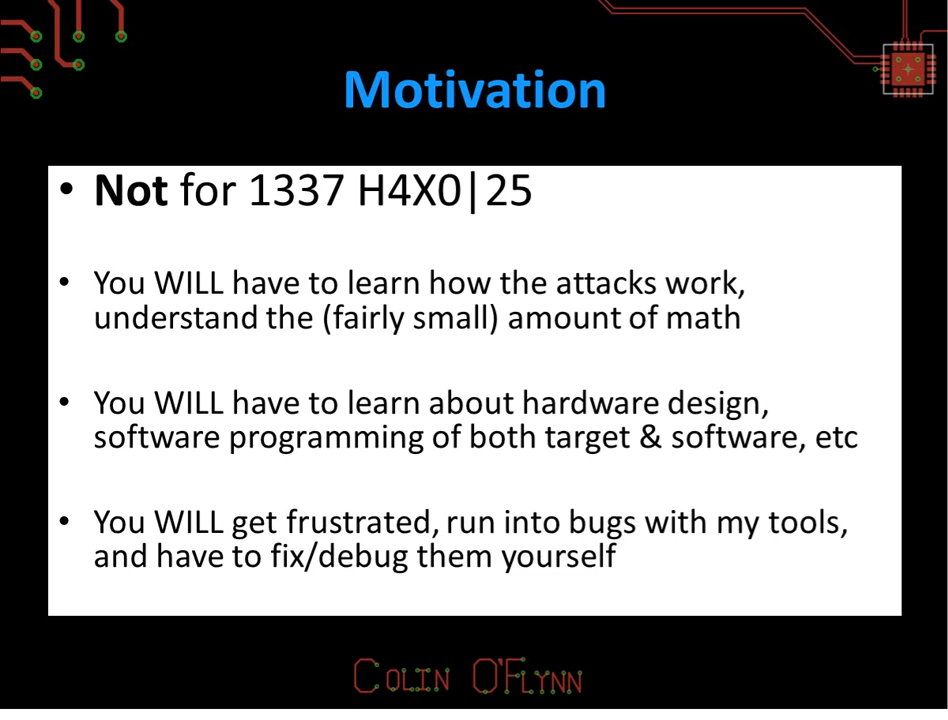 Motivation
• Not for 1337 H4X0|25
• You WILL have to learn how the attacks work,
understand the (fairly small) amount of math
• You WILL have to learn about hardware design,
software programming of both target & software, etc
• You WILL get frustrated, run into bugs with my tools,
and have to fix/debug them yourself
Colin O'Flynn